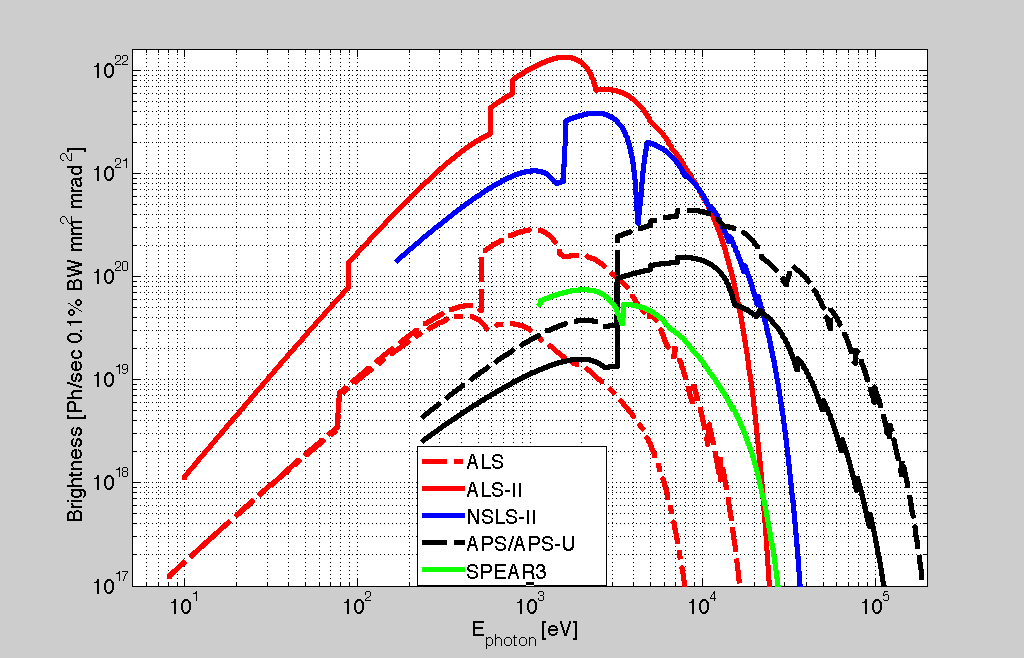 10^22
10^21
10^20
10^19
10^18
10^17
Brightness [Ph/sec 0.1% BW mm^2 mrad^2]
ALS
ALS-II
NSLS-II
APS/APS-U
SPEAR3
10^1 10^2 10^3 10^4 10^5
E_photon [eV]